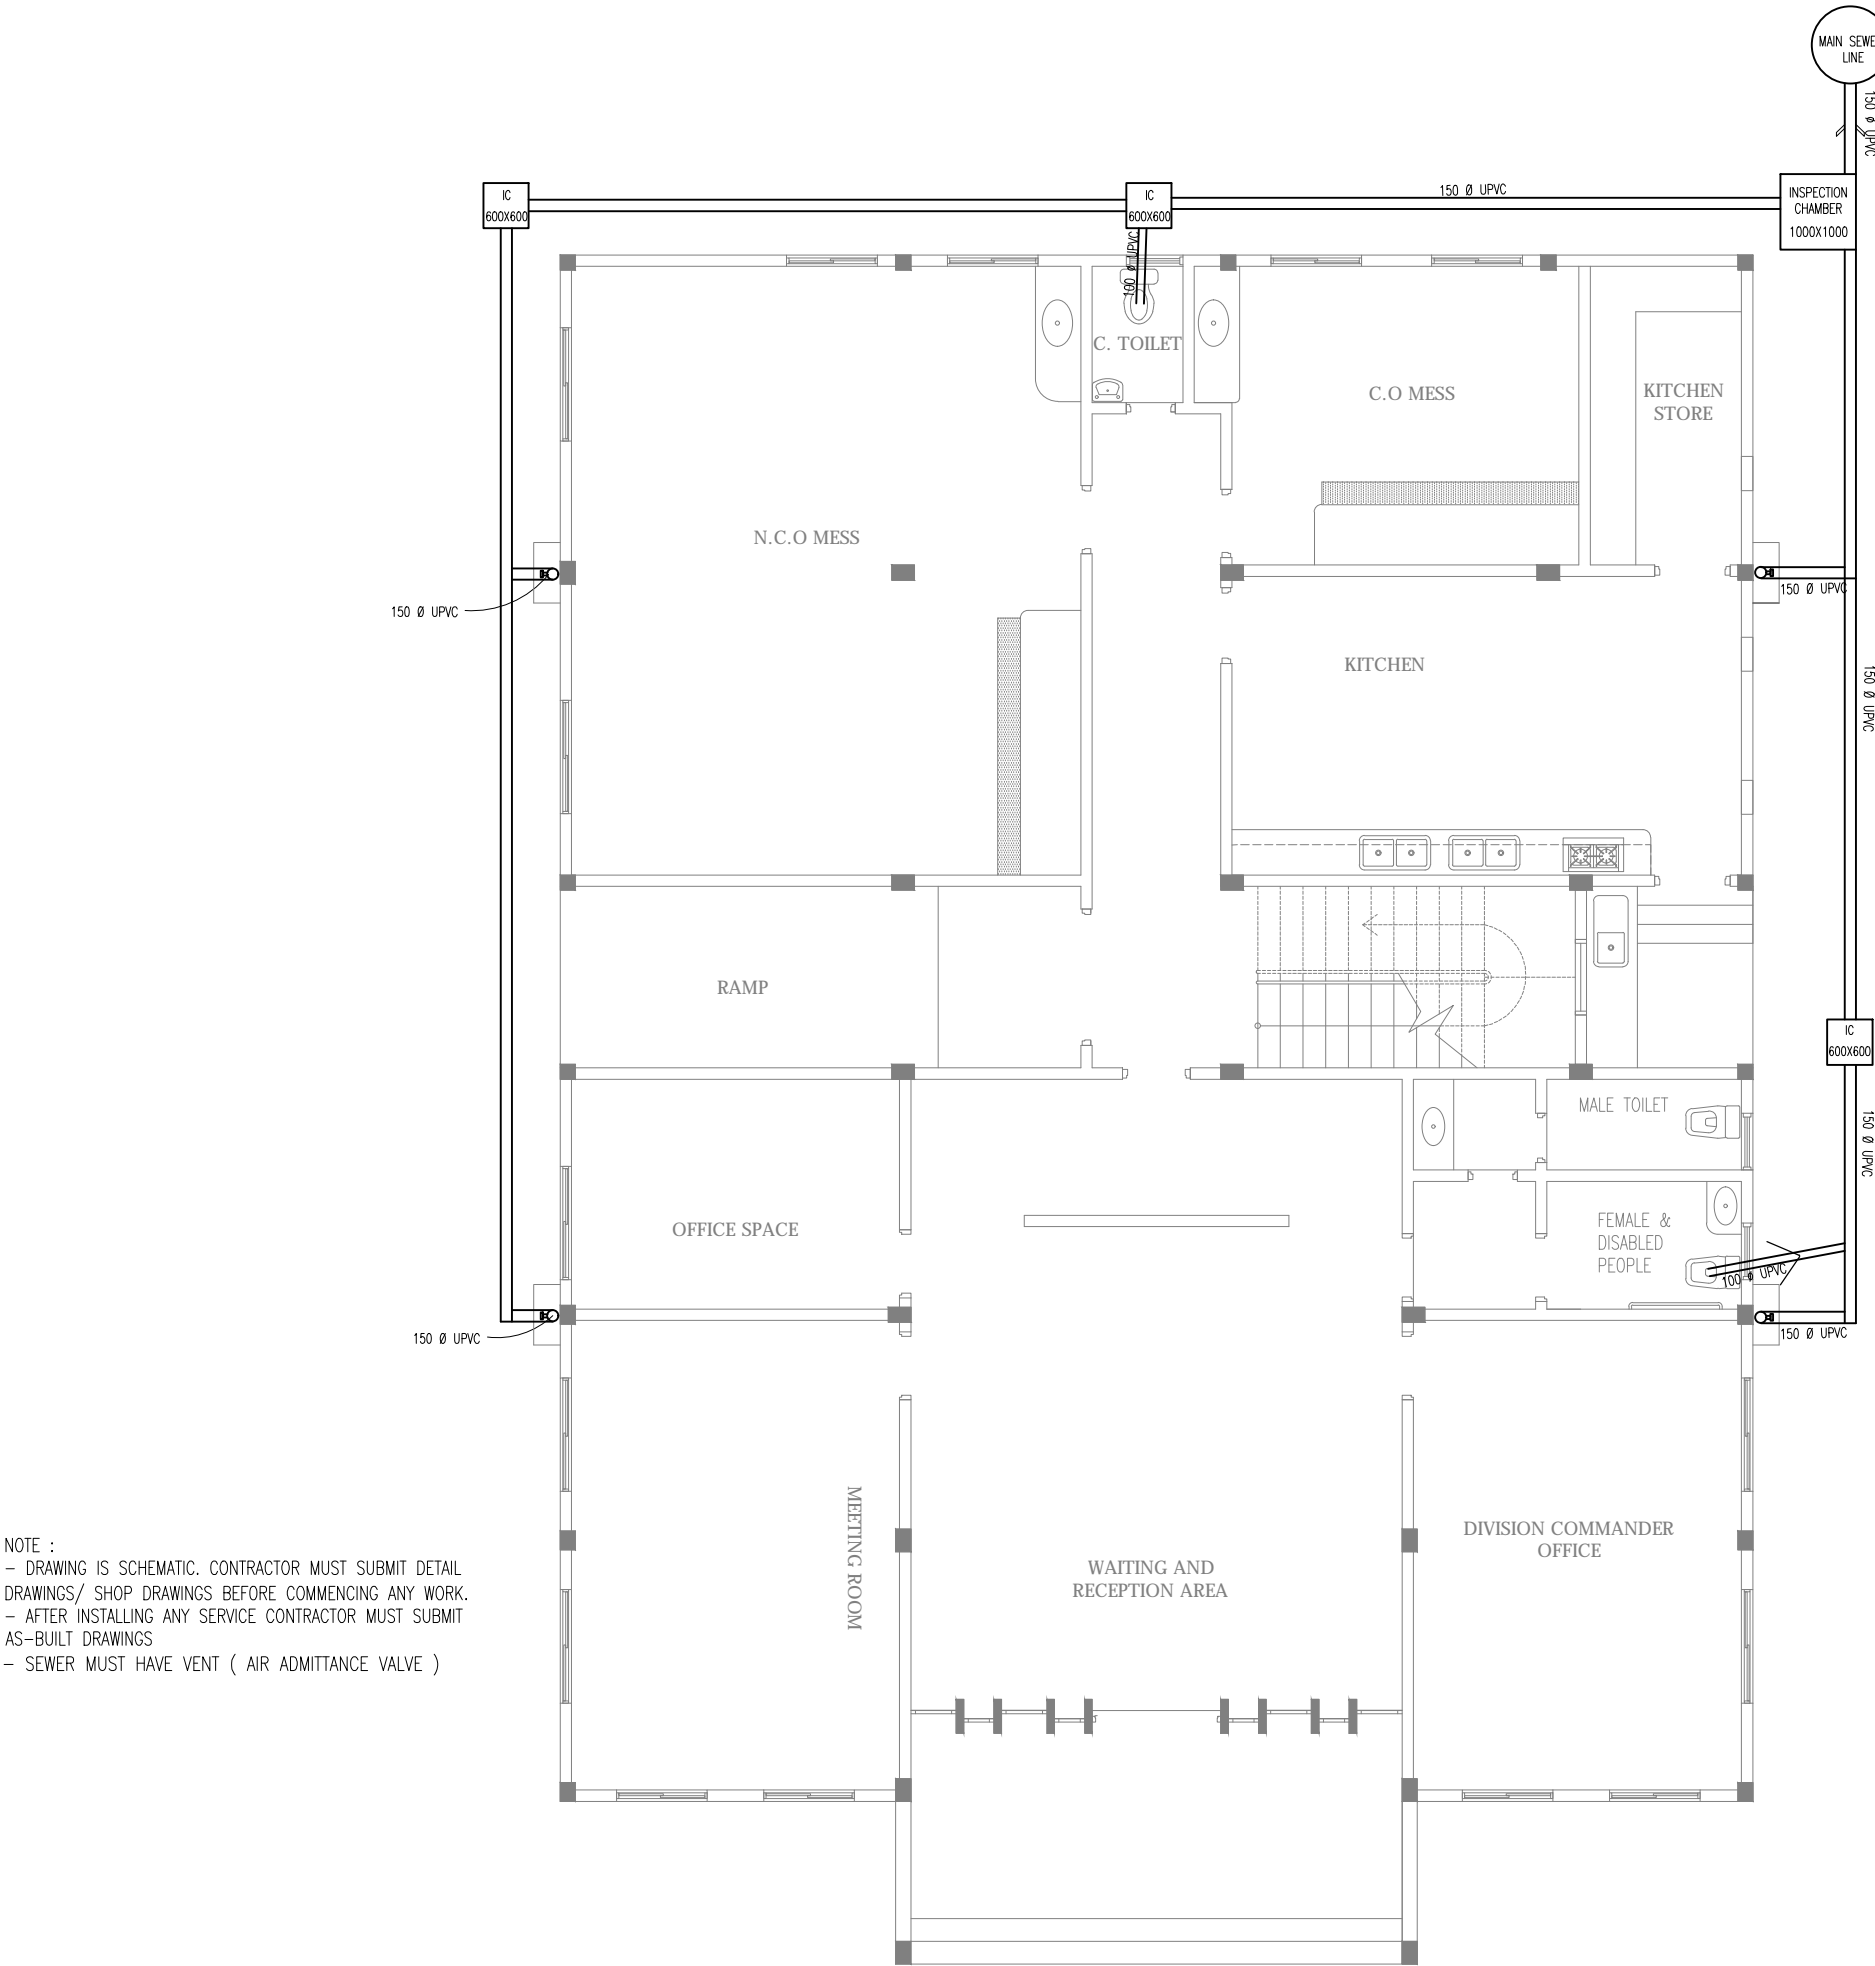 MAIN SEWE
LINE
150 Ø UPVC
IC
600X600
IC
600X600
150 Ø UPVC
INSPECTION
CHAMBER
1000X1000
100 Ø UPVC
C. TOILET
C.O MESS
KITCHEN
STORE
N.C.O MESS
150 Ø UPVC
150 Ø UPVC
KITCHEN
150 Ø UPVC
RAMP
IC
600X600
MALE TOILET
150 Ø UPVC
OFFICE SPACE
FEMALE &
DISABLED
PEOPLE
100 Ø UPVC
150 Ø UPVC
150 Ø UPVC
MEETING ROOM
DIVISION COMMANDER
OFFICE
WAITING AND
RECEPTION AREA
NOTE :
– DRAWING IS SCHEMATIC. CONTRACTOR MUST SUBMIT DETAIL
DRAWINGS/ SHOP DRAWINGS BEFORE COMMENCING ANY WORK.
– AFTER INSTALLING ANY SERVICE CONTRACTOR MUST SUBMIT
AS–BUILT DRAWINGS
– SEWER MUST HAVE VENT ( AIR ADMITTANCE VALVE )